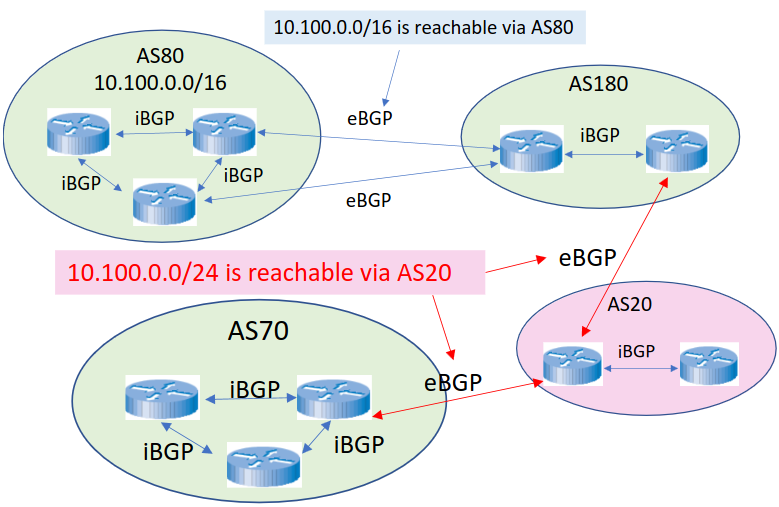 10.100.0.0/16 is reachable via AS80
AS80
10.100.0.0/16
AS180
iBGP
eBGP
iBGP
iBGP
iBGP
eBGP
10.100.0.0/24 is reachable via AS20
eBGP
AS20
AS70
iBGP
eBGP
iBGP
iBGP
iBGP